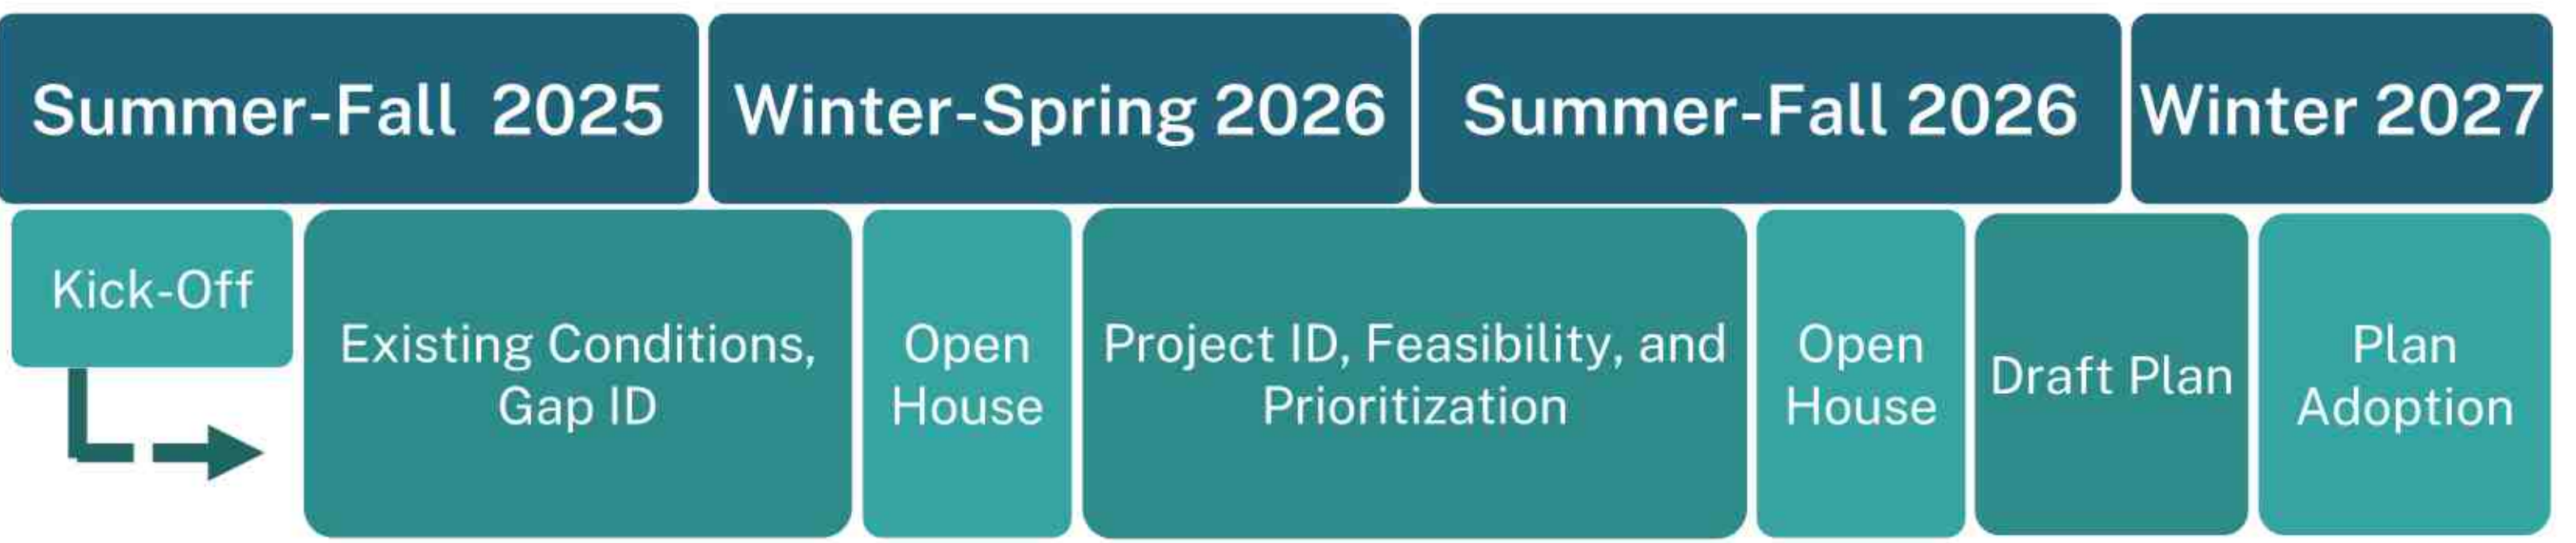 Summer-Fall 2025
Winter-Spring 2026
Summer-Fall 2026
Winter 2027
Kick-Off
Existing Conditions,
Gap ID
Open
House
Project ID, Feasibility, and
Prioritization
Open
House
Draft Plan
Plan
Adoption